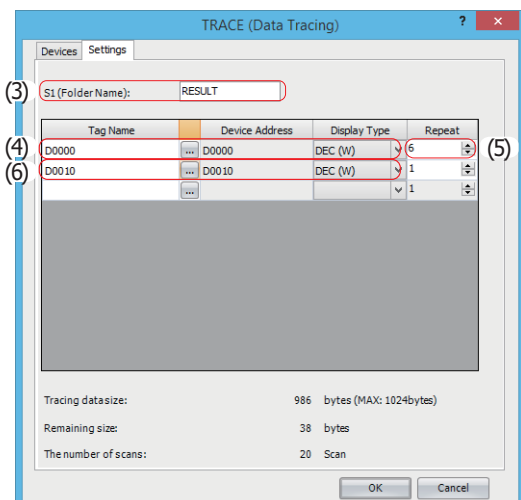 TRACE (Data Tracing) ? ×
Devices Settings
(3) S1(Folder Name): RESULT
Tag Name Device Address Display Type Repeat
(4) D0000 ... D0000 DEC (W) 6 (5)
(6) D0010 ... D0010 DEC (W) 1
... 1
Tracing datasize: 986 bytes (MAX: 1024bytes)
Remaining size: 38 bytes
The number of scans: 20 Scan
OK Cancel